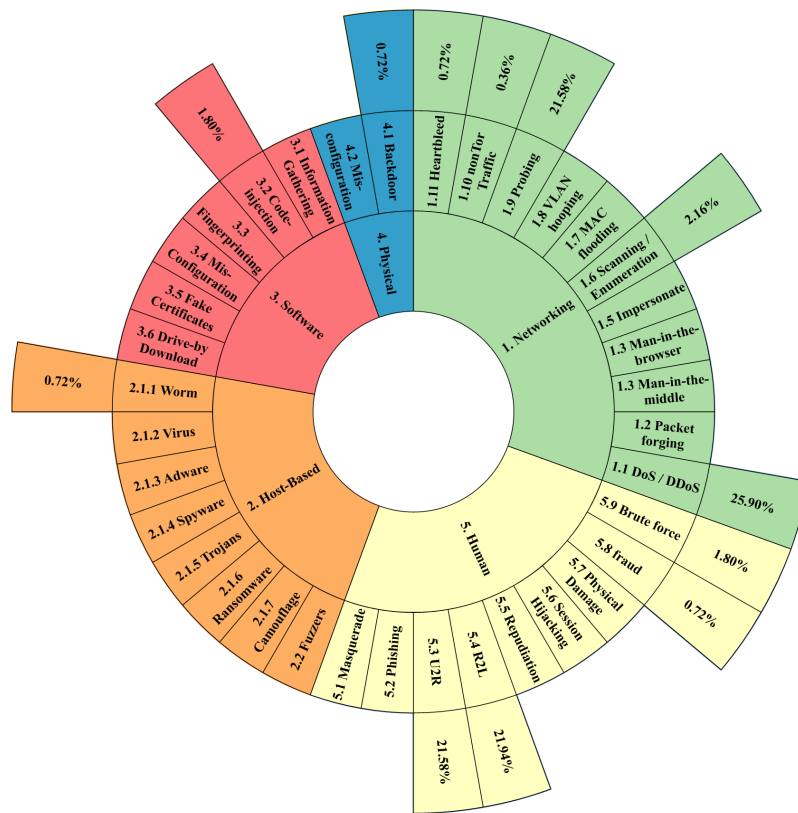 1. Networking
1.1 DoS / DDoS
25.90%
1.2 Packet
forging
1.3 Man-in-the-
middle
1.3 Man-in-the-
browser
1.5 Impersonate
1.6 Scanning /
Enumeration
2.16%
1.7 MAC
flooding
1.8 VLAN
hooping
1.9 Probing
21.58%
1.10 nonTor
Traffic
0.36%
1.11 Heartbleed
0.72%
4. Physical
4.1 Backdoor
0.72%
4.2 Mis-
configuration
3. Software
3.1 Information
Gathering
3.2 Code-
injection
1.80%
3.3
Fingerprinting
3.4 Mis-
Configuration
3.5 Fake
Certificates
3.6 Drive-by
Download
2. Host-Based
2.1.1 Worm
0.72%
2.1.2 Virus
2.1.3 Adware
2.1.4 Spyware
2.1.5 Trojans
2.1.6
Ransomware
2.1.7
Camouflage
2.2 Fuzzers
5. Human
5.1 Masquerade
5.2 Phishing
5.3 U2R
21.58%
5.4 R2L
21.94%
5.5 Repudiation
5.6 Session
Hijacking
5.7 Physical
Damage
5.8 fraud
0.72%
5.9 Brute force
1.80%